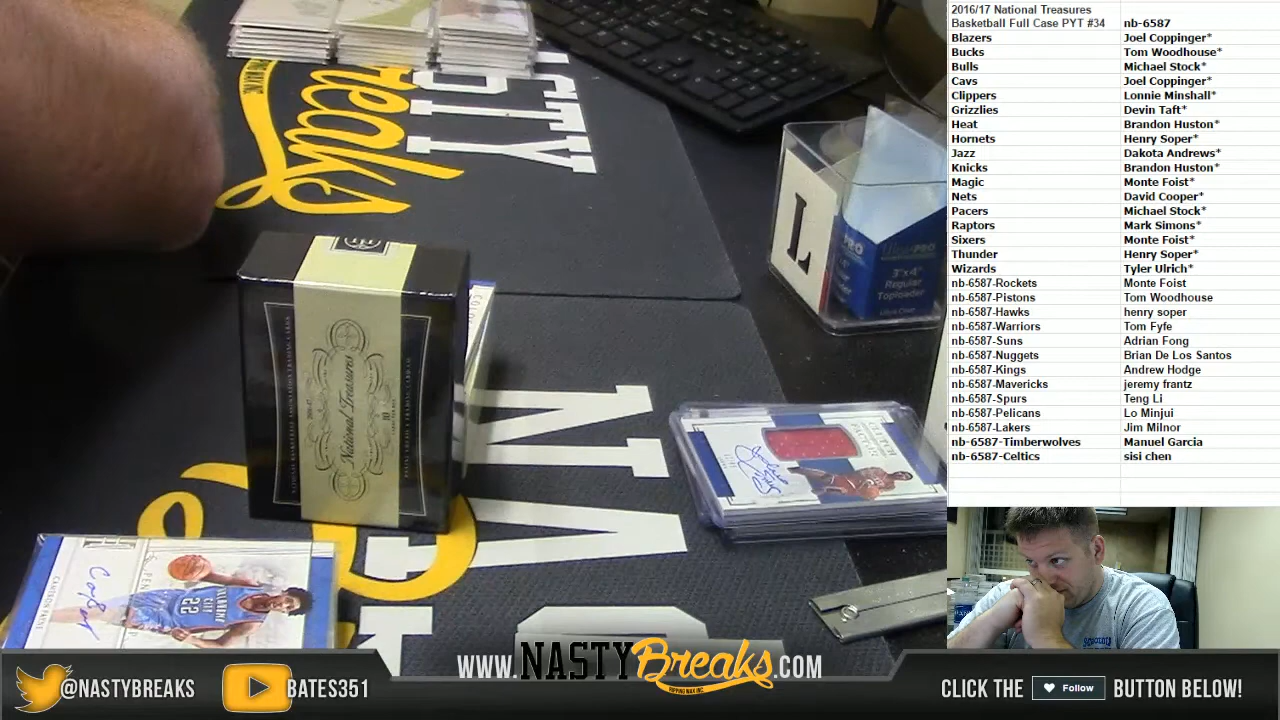 2016/17 National Treasures
Basketball Full Case PYT #34 nb-6587
Blazers Joel Coppinger*
Bucks Tom Woodhouse*
Bulls Michael Stock*
Cavs Joel Coppinger*
Clippers Lonnie Minshall*
Grizzlies Devin Taft*
Heat Brandon Huston*
Hornets Henry Soper*
Jazz Dakota Andrews*
Knicks Brandon Huston*
Magic Monte Foist*
Nets David Cooper*
Pacers Michael Stock*
Raptors Mark Simons*
Sixers Monte Foist*
Thunder Henry Soper*
Wizards Tyler Ulrich*
nb-6587-Rockets Monte Foist
nb-6587-Pistons Tom Woodhouse
nb-6587-Hawks henry soper
nb-6587-Warriors Tom Fyfe
nb-6587-Suns Adrian Fong
nb-6587-Nuggets Brian De Los Santos
nb-6587-Kings Andrew Hodge
nb-6587-Mavericks jeremy frantz
nb-6587-Spurs Teng Li
nb-6587-Pelicans Lo Minjui
nb-6587-Lakers Jim Milnor
nb-6587-Timberwolves Manuel Garcia
nb-6587-Celtics sisi chen
L
3"x4"
Regular
Toploader
National Treasures
10
22
NA
@NASTYBREAKS
BATES351
WWW.NASTYBreaks.COM
RIPPING WAX INC.
CLICK THE Follow BUTTON BELOW!